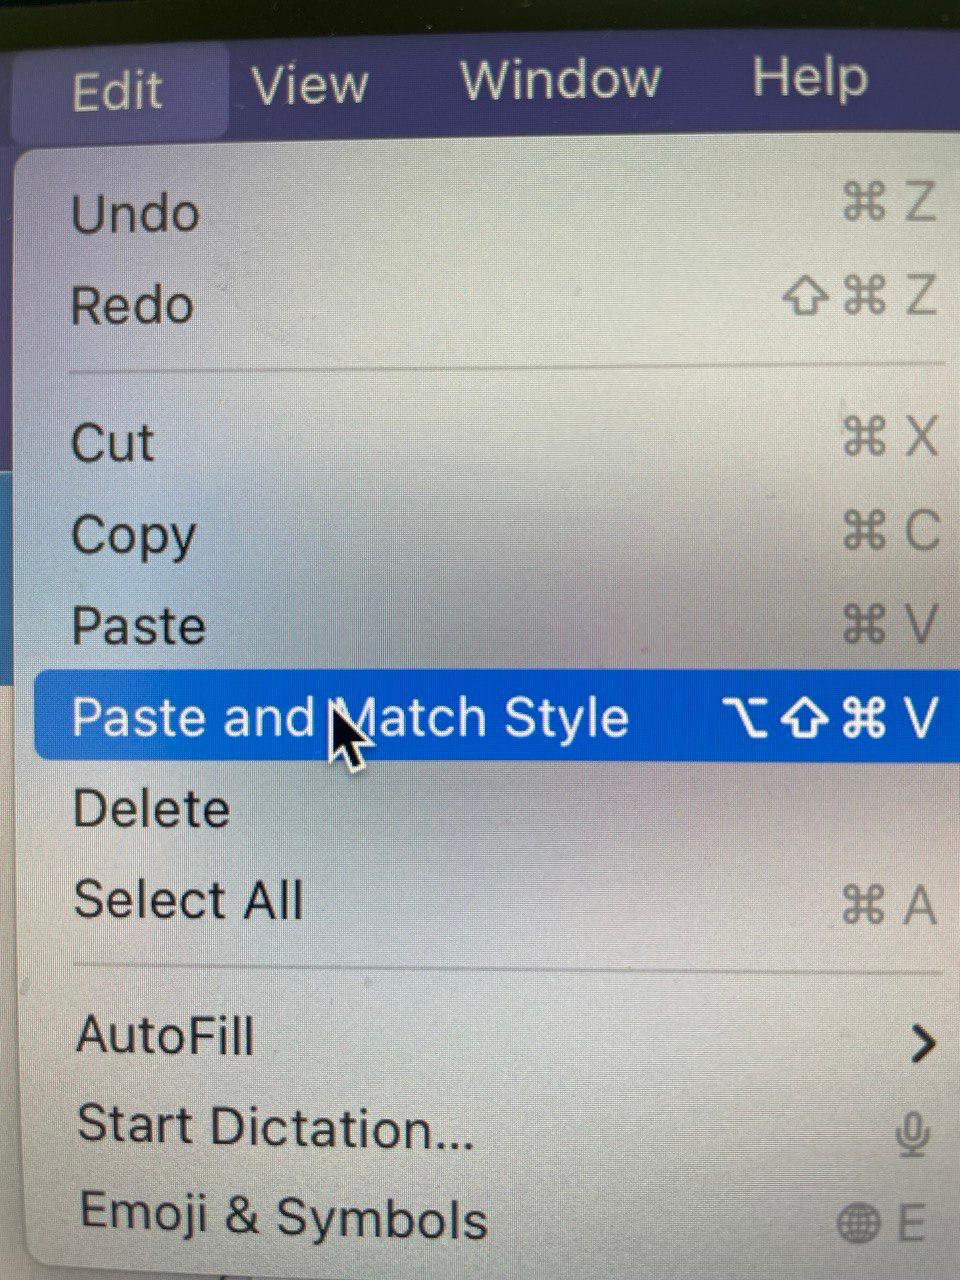 Edit View Window Help
Undo ⌘ Z
Redo ⇧ ⌘ Z
Cut ⌘ X
Copy ⌘ C
Paste ⌘ V
Paste and Match Style ⌥ ⇧ ⌘ V
Delete
Select All ⌘ A
AutoFill
Start Dictation...
Emoji & Symbols 🌐 E